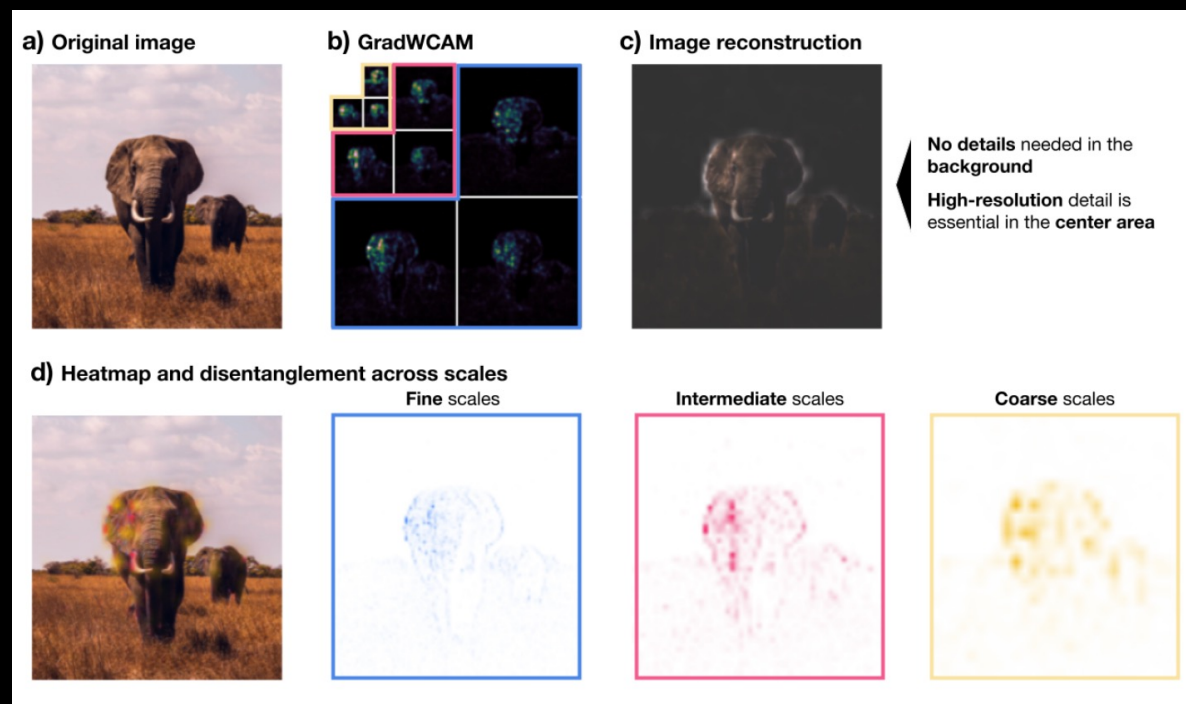 a) Original image
b) GradWCAM
c) Image reconstruction
No details needed in the
background
High-resolution detail is
essential in the center area
d) Heatmap and disentanglement across scales
Fine scales
Intermediate scales
Coarse scales